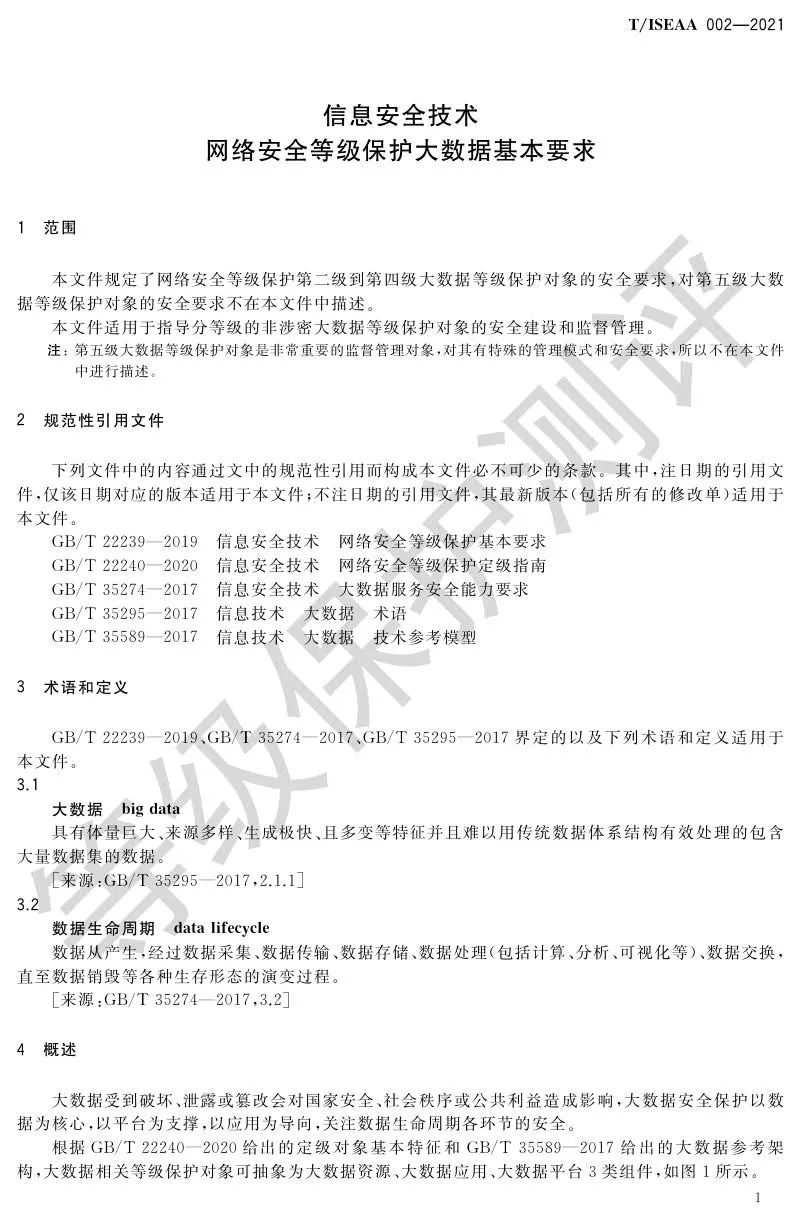 T/ISEAA 002—2021
信息安全技术
网络安全等级保护大数据基本要求
1 范围
本文件规定了网络安全等级保护第二级到第四级大数据等级保护对象的安全要求,对第五级大数
据等级保护对象的安全要求不在本文件中描述。
本文件适用于指导分等级的非涉密大数据等级保护对象的安全建设和监督管理。
注: 第五级大数据等级保护对象是非常重要的监督管理对象,对其有特殊的管理模式和安全要求,所以不在本文件
中进行描述。
2 规范性引用文件
下列文件中的内容通过文中的规范性引用而构成本文件必不可少的条款。其中,注日期的引用文
件,仅该日期对应的版本适用于本文件;不注日期的引用文件,其最新版本(包括所有的修改单)适用于
本文件。
GB/T 22239—2019 信息安全技术 网络安全等级保护基本要求
GB/T 22240—2020 信息安全技术 网络安全等级保护定级指南
GB/T 35274—2017 信息安全技术 大数据服务安全能力要求
GB/T 35295—2017 信息技术 大数据 术语
GB/T 35589—2017 信息技术 大数据 技术参考模型
3 术语和定义
GB/T 22239—2019、GB/T 35274—2017、GB/T 35295—2017 界定的以及下列术语和定义适用于
本文件。
3.1
大数据 big data
具有体量巨大、来源多样、生成极快、且多变等特征并且难以用传统数据体系结构有效处理的包含
大量数据集的数据。
[来源:GB/T 35295—2017,2.1.1]
3.2
数据生命周期 data lifecycle
数据从产生,经过数据采集、数据传输、数据存储、数据处理(包括计算、分析、可视化等)、数据交换,
直至数据销毁等各种生存形态的演变过程。
[来源:GB/T 35274—2017,3.2]
4 概述
大数据受到破坏、泄露或篡改会对国家安全、社会秩序或公共利益造成影响,大数据安全保护以数
据为核心,以平台为支撑,以应用为导向,关注数据生命周期各环节的安全。
根据 GB/T 22240—2020 给出的定级对象基本特征和 GB/T 35589—2017 给出的大数据参考架
构,大数据相关等级保护对象可抽象为大数据资源、大数据应用、大数据平台 3 类组件,如图 1 所示。
1
等级保护测评